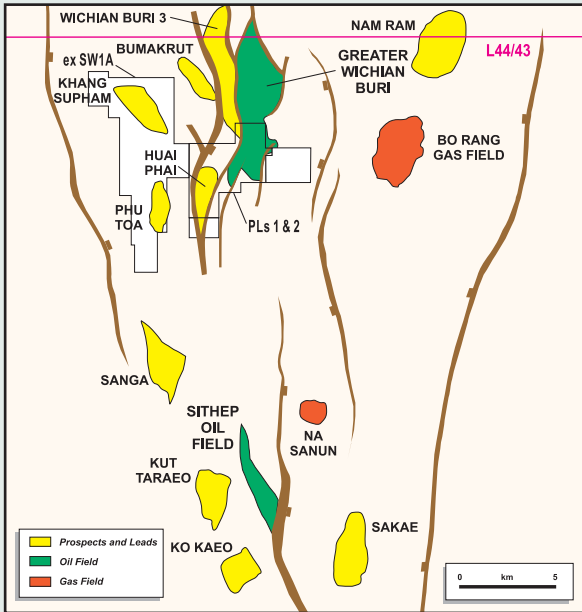 WICHIAN BURI 3
NAM RAM
BUMAKRUT
L44/43
ex SW1A
GREATER
WICHIAN
BURI
KHANG
SUPHAM
BO RANG
GAS FIELD
HUAI
PHAI
PHU
TOA
PLs 1 & 2
SANGA
SITHEP
OIL
FIELD
NA
SANUN
KUT
TARAEO
SAKAE
KO KAEO
Prospects and Leads
Oil Field
Gas Field
0 km 5